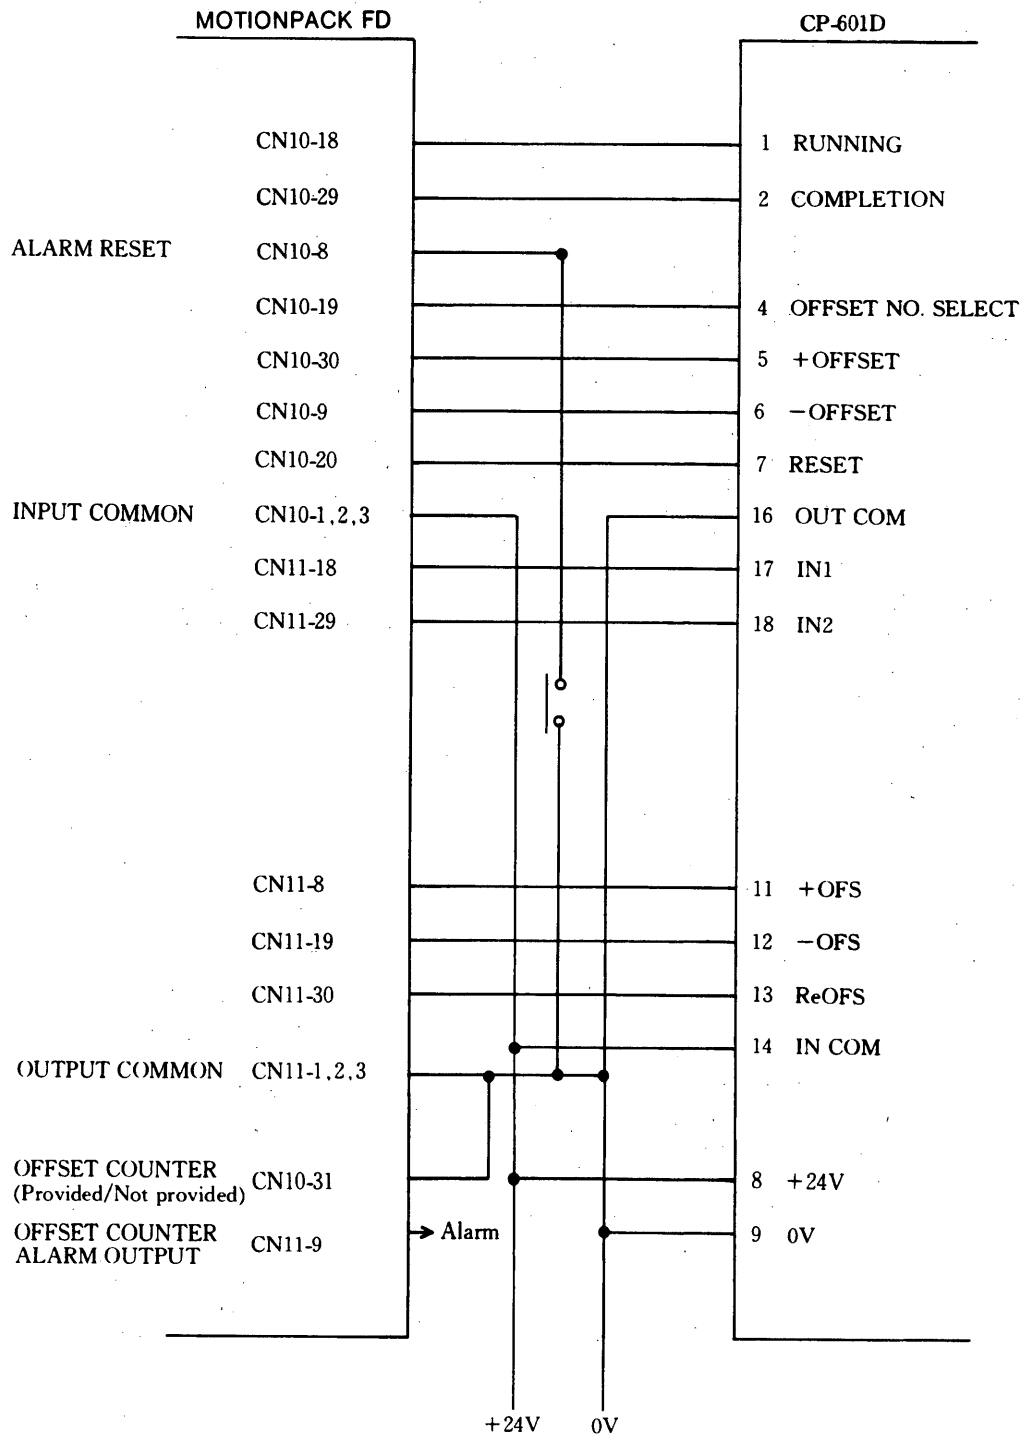 MOTIONPACK FD CP-601D
CN10-18 1 RUNNING
CN10-29 2 COMPLETION
ALARM RESET CN10-8
CN10-19 4 OFFSET NO. SELECT
CN10-30 5 +OFFSET
CN10-9 6 -OFFSET
CN10-20 7 RESET
INPUT COMMON CN10-1,2,3 16 OUT COM
CN11-18 17 IN1
CN11-29 18 IN2
CN11-8 11 +OFS
CN11-19 12 -OFS
CN11-30 13 ReOFS
14 IN COM
OUTPUT COMMON CN11-1,2,3
OFFSET COUNTER
(Provided/Not provided) CN10-31 8 +24V
OFFSET COUNTER
ALARM OUTPUT CN11-9 Alarm 9 0V
+24V 0V